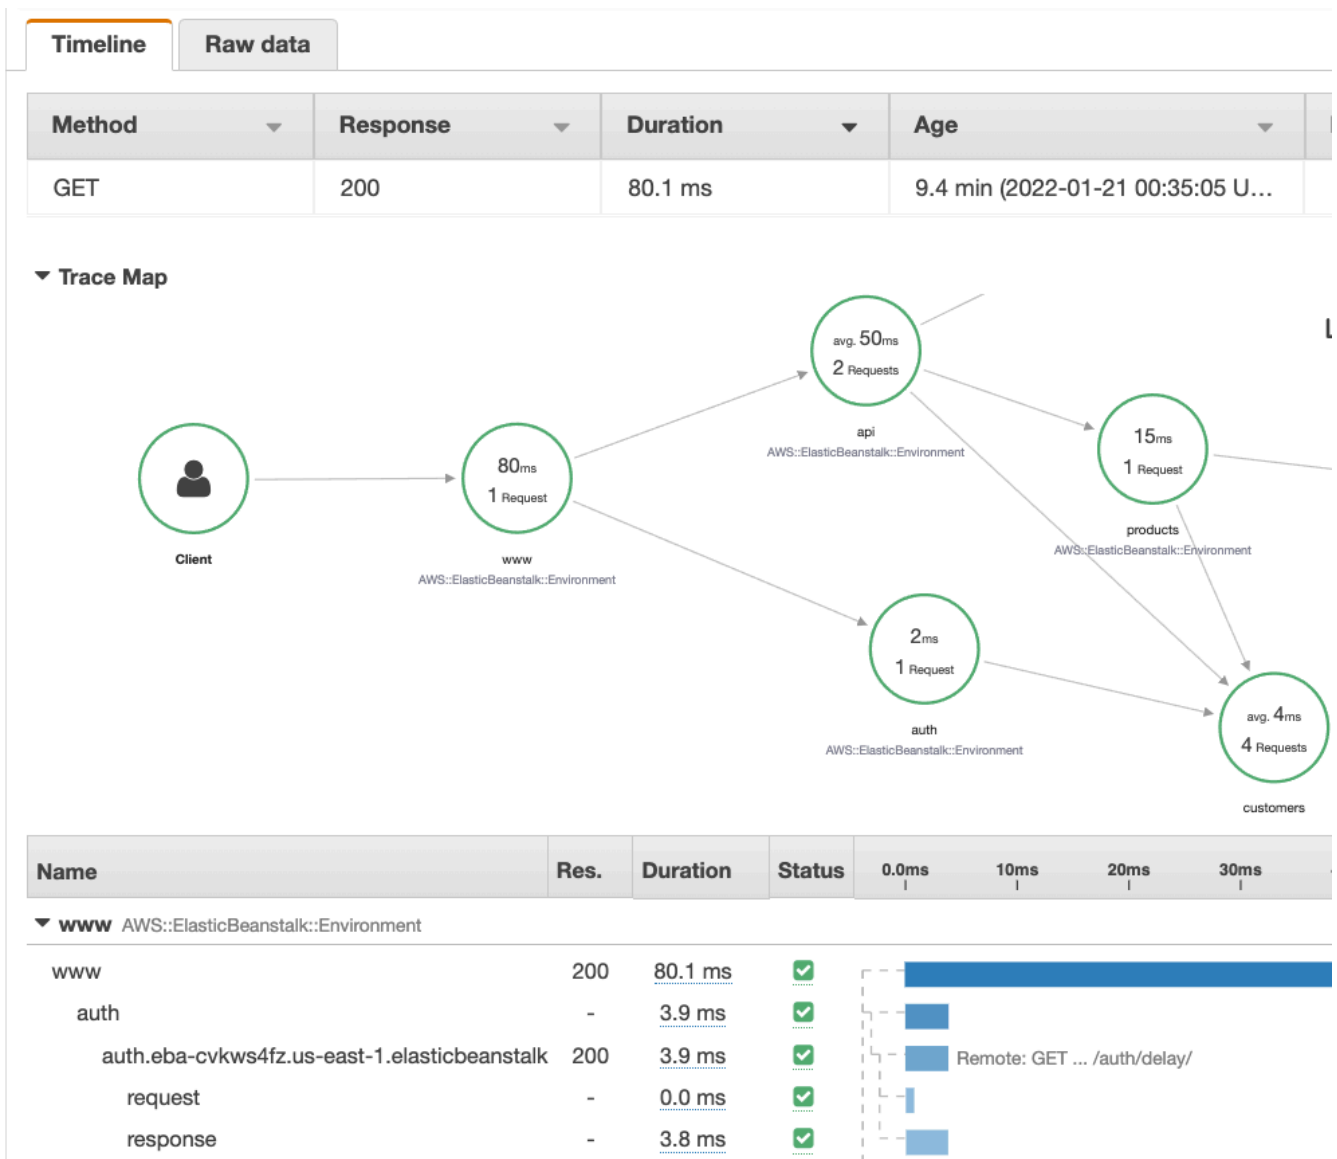 Timeline
Raw data
Method
Response
Duration
Age
GET
200
80.1 ms
9.4 min (2022-01-21 00:35:05 U...
Trace Map
avg. 50ms
2 Requests
api
AWS::ElasticBeanstalk::Environment
15ms
1 Request
products
AWS::ElasticBeanstalk::Environment
80ms
1 Request
www
AWS::ElasticBeanstalk::Environment
Client
2ms
1 Request
auth
AWS::ElasticBeanstalk::Environment
avg. 4ms
4 Requests
customers
Name
Res.
Duration
Status
0.0ms
10ms
20ms
30ms
www AWS::ElasticBeanstalk::Environment
www 200 80.1 ms
auth - 3.9 ms
auth.eba-cvkws4fz.us-east-1.elasticbeanstalk 200 3.9 ms Remote: GET ... /auth/delay/
request - 0.0 ms
response - 3.8 ms